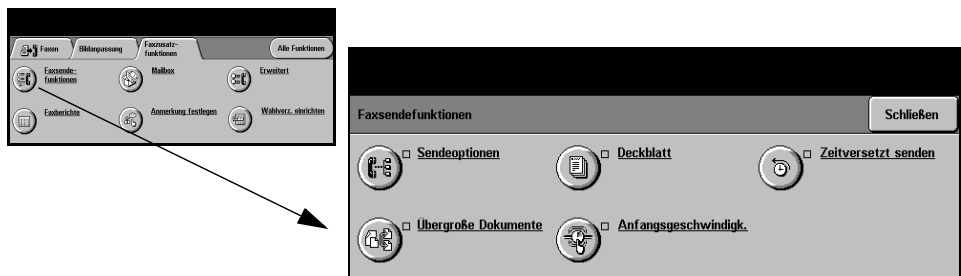 Faxen
Bildanpassung
Faxzusatz-
funktionen
Alle Funktionen
Faxsende-
funktionen
Mailbox
Erweitert
Faxberichte
Anmerkung festlegen
Wählverz. einrichten
Faxsendefunktionen
Schließen
Sendeoptionen
Deckblatt
Zeitversetzt senden
Übergroße Dokumente
Anfangsgeschwindigk.